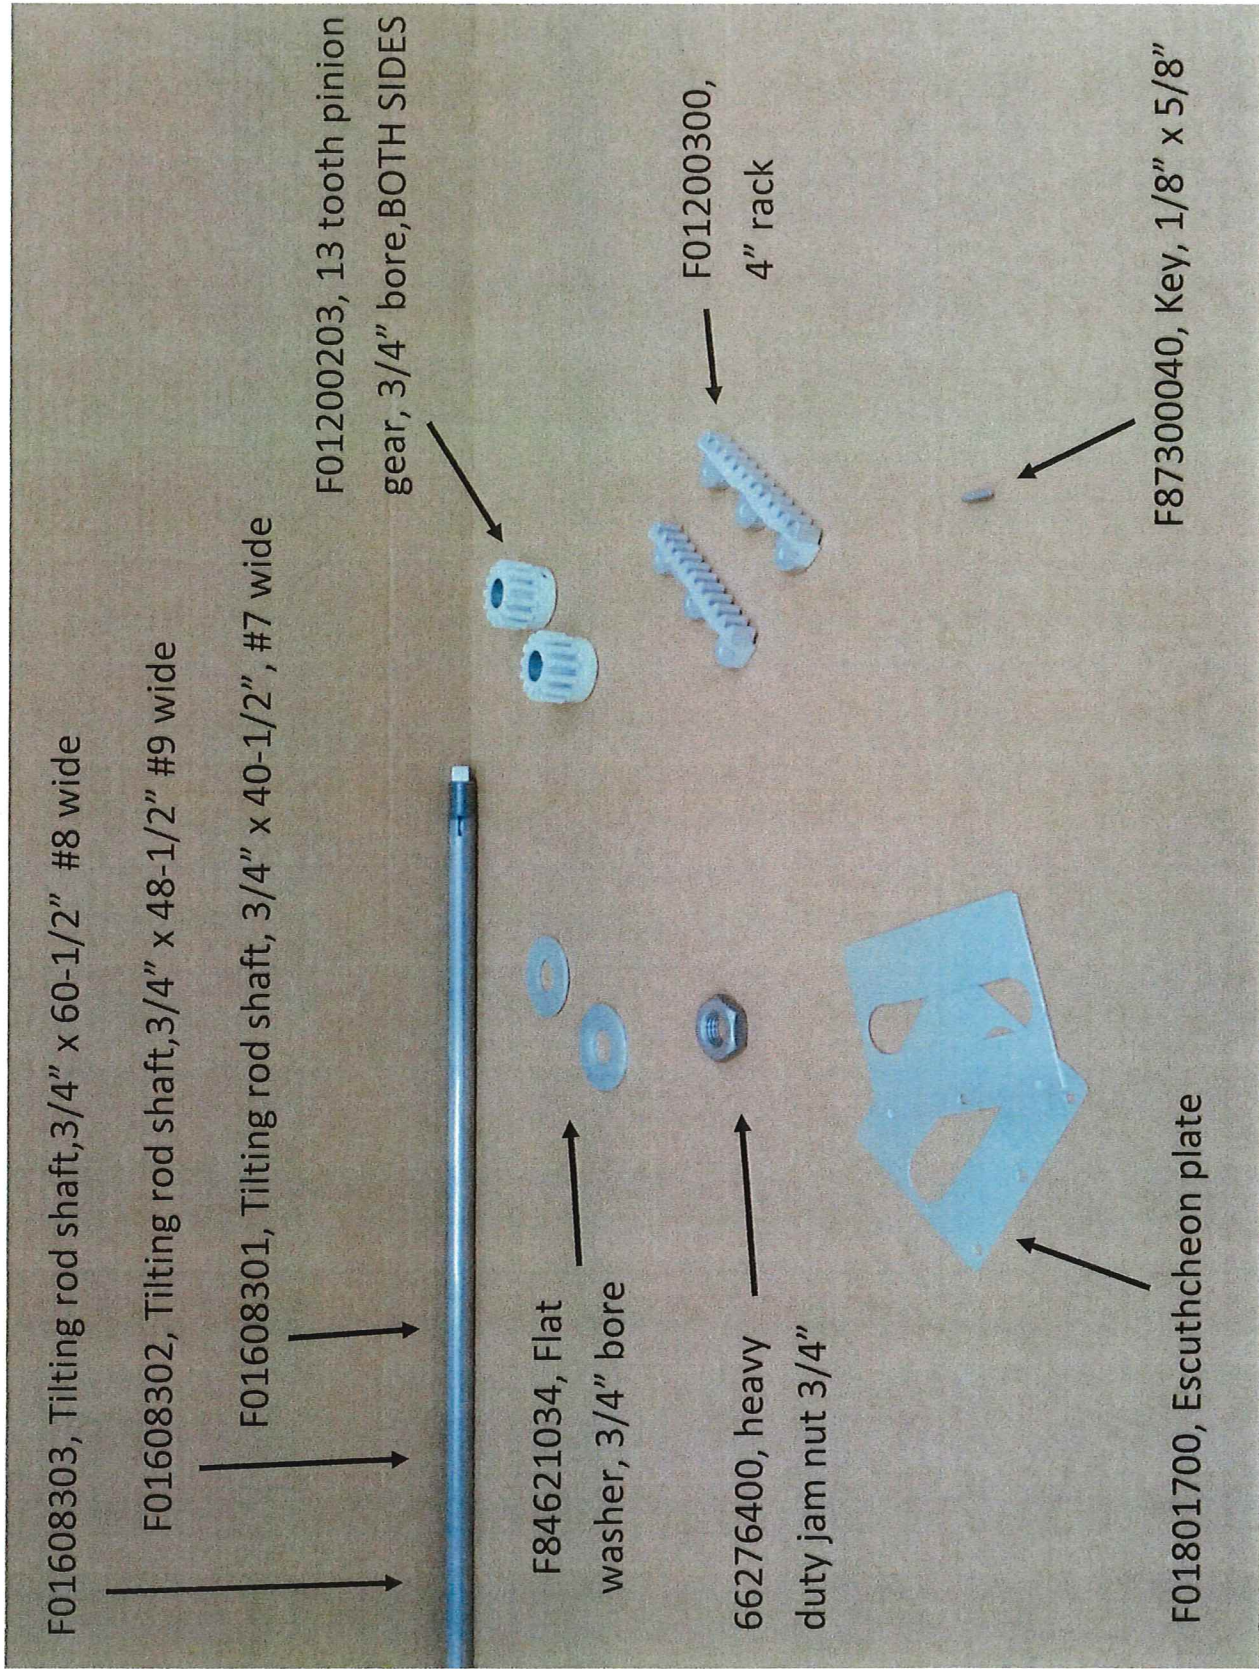 F01608303, Tilting rod shaft,3/4” x 60-1/2”  #8 wide
F01608302, Tilting rod shaft,3/4” x 48-1/2” #9 wide
F01608301, Tilting rod shaft, 3/4” x 40-1/2”, #7 wide
F01200203, 13 tooth pinion
gear, 3/4” bore,BOTH SIDES
F84621034, Flat
washer, 3/4” bore
F01200300,
4” rack
66276400, heavy
duty jam nut 3/4”
F01801700, Escuthcheon plate
F87300040, Key, 1/8” x 5/8”